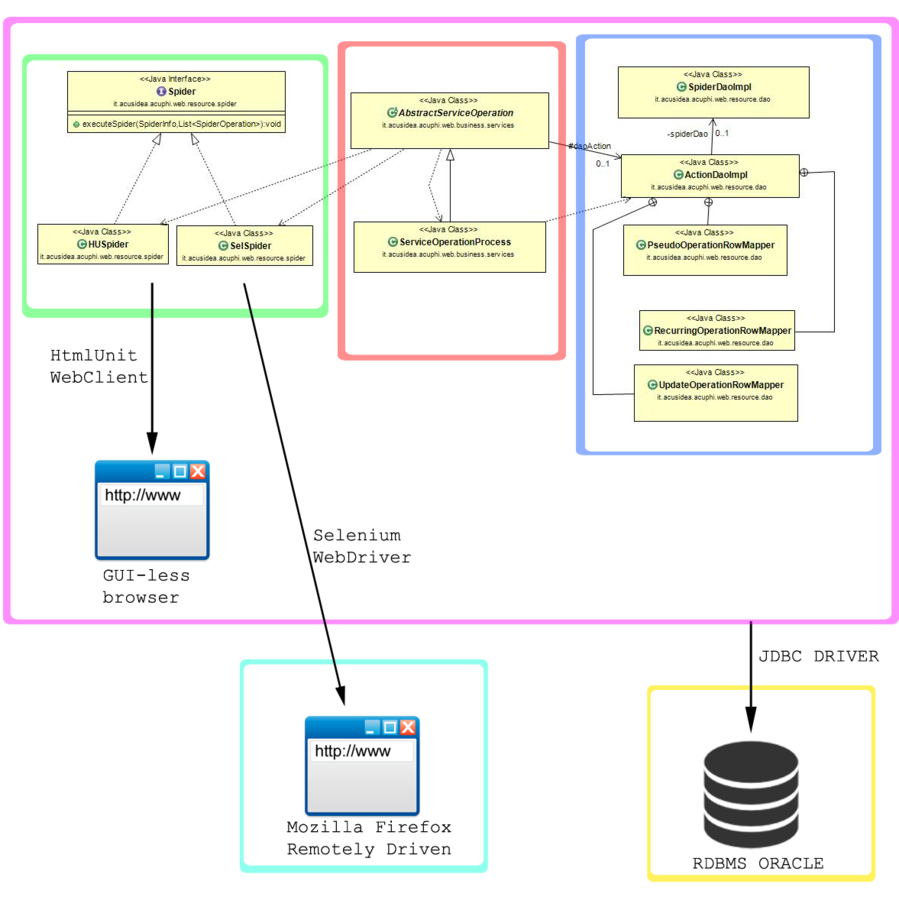 <<Java Interface>>
Spider
it.acusidea.acuphi.web.resource.spider
executeSpider(SpiderInfo,List<SpiderOperation>):void
<<Java Class>>
HUSpider
it.acusidea.acuphi.web.resource.spider
<<Java Class>>
SelSpider
it.acusidea.acuphi.web.resource.spider
<<Java Class>>
AbstractServiceOperation
it.acusidea.acuphi.web.business.services
<<Java Class>>
ServiceOperationProcess
it.acusidea.acuphi.web.business.services
#daoAction
0..1
<<Java Class>>
SpiderDaoImpl
it.acusidea.acuphi.web.resource.dao
-spiderDao
0..1
<<Java Class>>
ActionDaoImpl
it.acusidea.acuphi.web.resource.dao
<<Java Class>>
PseudoOperationRowMapper
it.acusidea.acuphi.web.resource.dao
<<Java Class>>
RecurringOperationRowMapper
it.acusidea.acuphi.web.resource.dao
<<Java Class>>
UpdateOperationRowMapper
it.acusidea.acuphi.web.resource.dao
HtmlUnit
WebClient
http://www
GUI-less
browser
Selenium
WebDriver
http://www
Mozilla Firefox
Remotely Driven
JDBC DRIVER
RDBMS ORACLE